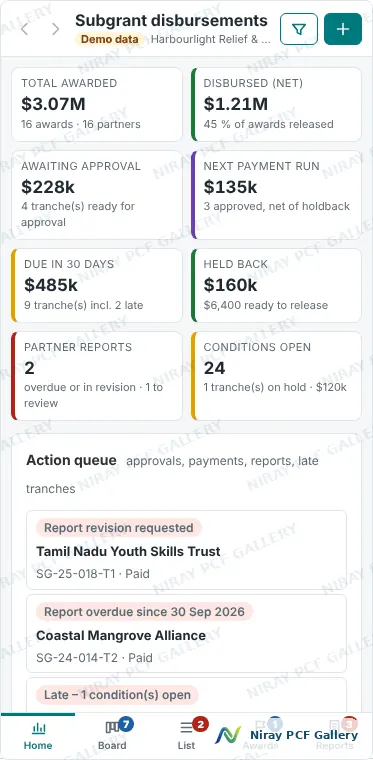 Subgrant disbursements
Demo data Harbourlight Relief & ...
TOTAL AWARDED
$3.07M
16 awards · 16 partners
DISBURSED (NET)
$1.21M
45 % of awards released
AWAITING APPROVAL
$228k
4 tranche(s) ready for
approval
NEXT PAYMENT RUN
$135k
3 approved, net of holdback
DUE IN 30 DAYS
$485k
9 tranche(s) incl. 2 late
HELD BACK
$160k
$6,400 ready to release
PARTNER REPORTS
2
overdue or in revision · 1 to
review
CONDITIONS OPEN
24
1 tranche(s) on hold · $120k
Action queue approvals, payments, reports, late
tranches
Report revision requested
Tamil Nadu Youth Skills Trust
SG-25-018-T1 · Paid
Report overdue since 30 Sep 2026
Coastal Mangrove Alliance
SG-24-014-T2 · Paid
Late – 1 condition(s) open
7 2 1 3
Home Board List Awards Reports
Niray PCF Gallery
NIRAY PCF GALLERY